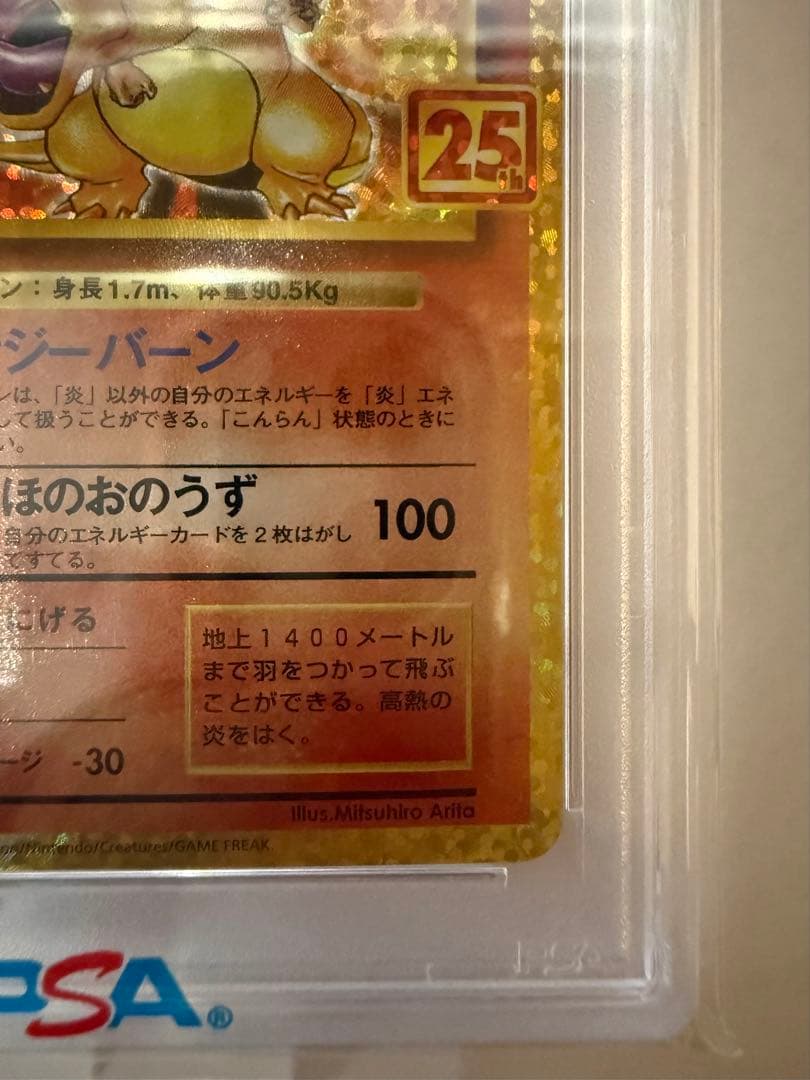 25th
ン：身長1.7m、体重90.5Kg
ジーバーン
ンは、「炎」以外の自分のエネルギーを「炎」エネ
して扱うことができる。「こんらん」状態のときに
い。
ほのおのうず 100
自分のエネルギーカードを2枚はがし
てすてる。
にげる
地上1400メートル
まで羽をつかって飛ぶ
ことができる。高熱の
炎をはく。
ージ -30
Illus.Mitsuhiro Arita
/Nintendo/Creatures/GAME FREAK.
PSA®